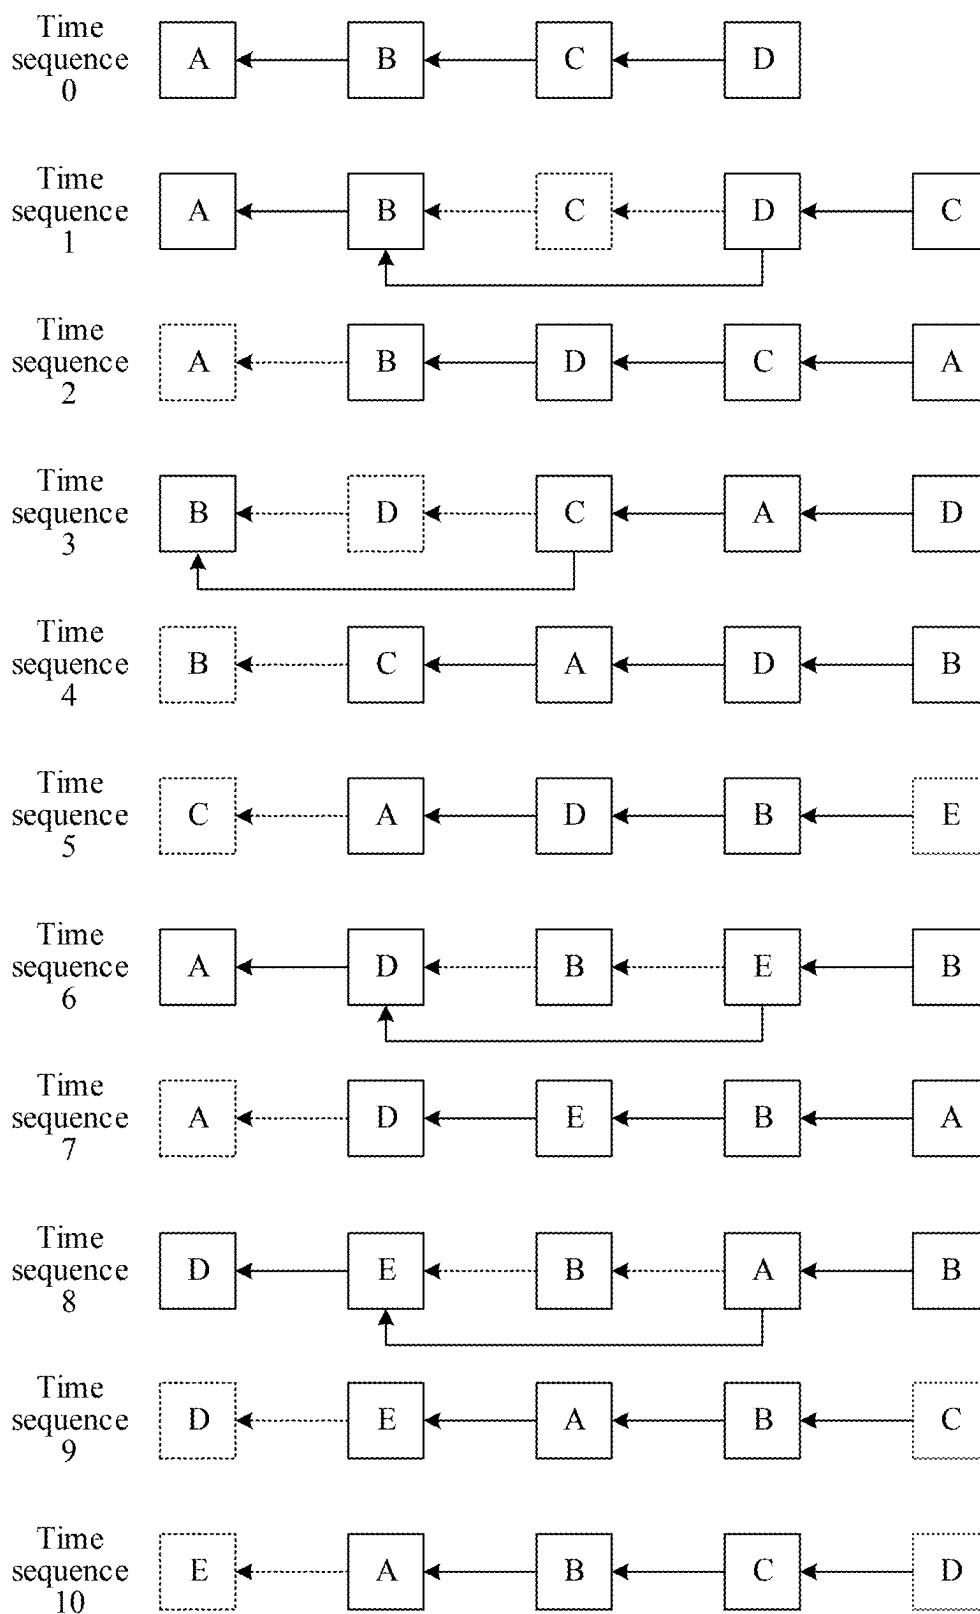 Time
sequence
0
A B C D
Time
sequence
1
A B C D C
Time
sequence
2
A B D C A
Time
sequence
3
B D C A D
Time
sequence
4
B C A D B
Time
sequence
5
C A D B E
Time
sequence
6
A D B E B
Time
sequence
7
A D E B A
Time
sequence
8
D E B A B
Time
sequence
9
D E A B C
Time
sequence
10
E A B C D